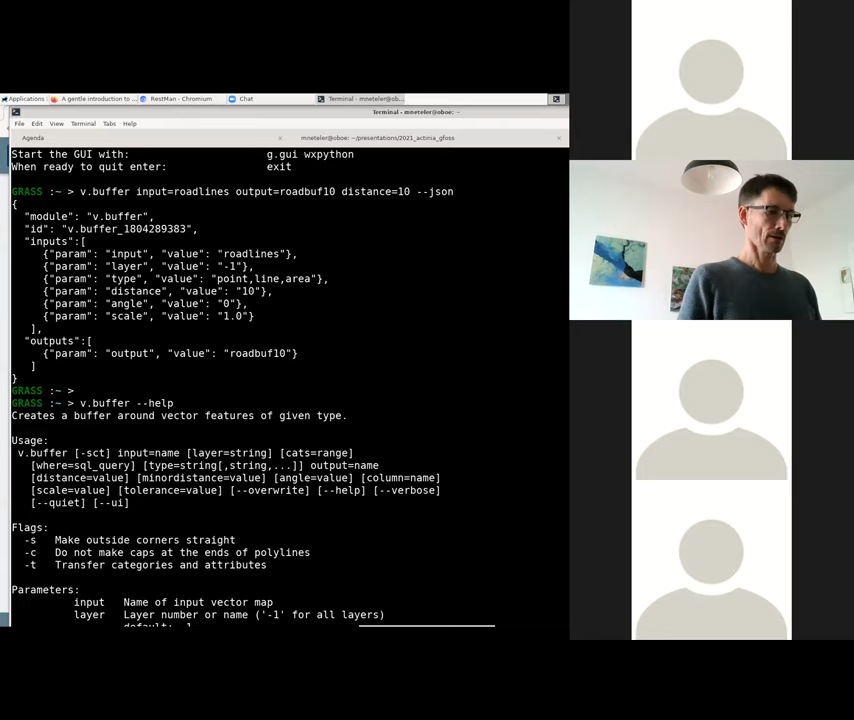 Applications
A gentle introduction to ...
RestMan - Chromium
Chat
Terminal - mneteler@ob...
Terminal - mneteler@oboe: ~
File Edit View Terminal Tabs Help
Agenda
mneteler@oboe: ~/presentations/2021_actinia_gfoss
Start the GUI with: g.gui wxpython
When ready to quit enter: exit
GRASS :~ > v.buffer input=roadlines output=roadbuf10 distance=10 --json
{
"module": "v.buffer",
"id": "v.buffer_1804289383",
"inputs":[
{"param": "input", "value": "roadlines"},
{"param": "layer", "value": "-1"},
{"param": "type", "value": "point,line,area"},
{"param": "distance", "value": "10"},
{"param": "angle", "value": "0"},
{"param": "scale", "value": "1.0"}
],
"outputs":[
{"param": "output", "value": "roadbuf10"}
]
}
GRASS :~ >
GRASS :~ > v.buffer --help
Creates a buffer around vector features of given type.
Usage:
v.buffer [-sct] input=name [layer=string] [cats=range]
[where=sql_query] [type=string[,string,...]] output=name
[distance=value] [minordistance=value] [angle=value] [column=name]
[scale=value] [tolerance=value] [--overwrite] [--help] [--verbose]
[--quiet] [--ui]
Flags:
-s Make outside corners straight
-c Do not make caps at the ends of polylines
-t Transfer categories and attributes
Parameters:
input Name of input vector map
layer Layer number or name ('-1' for all layers)